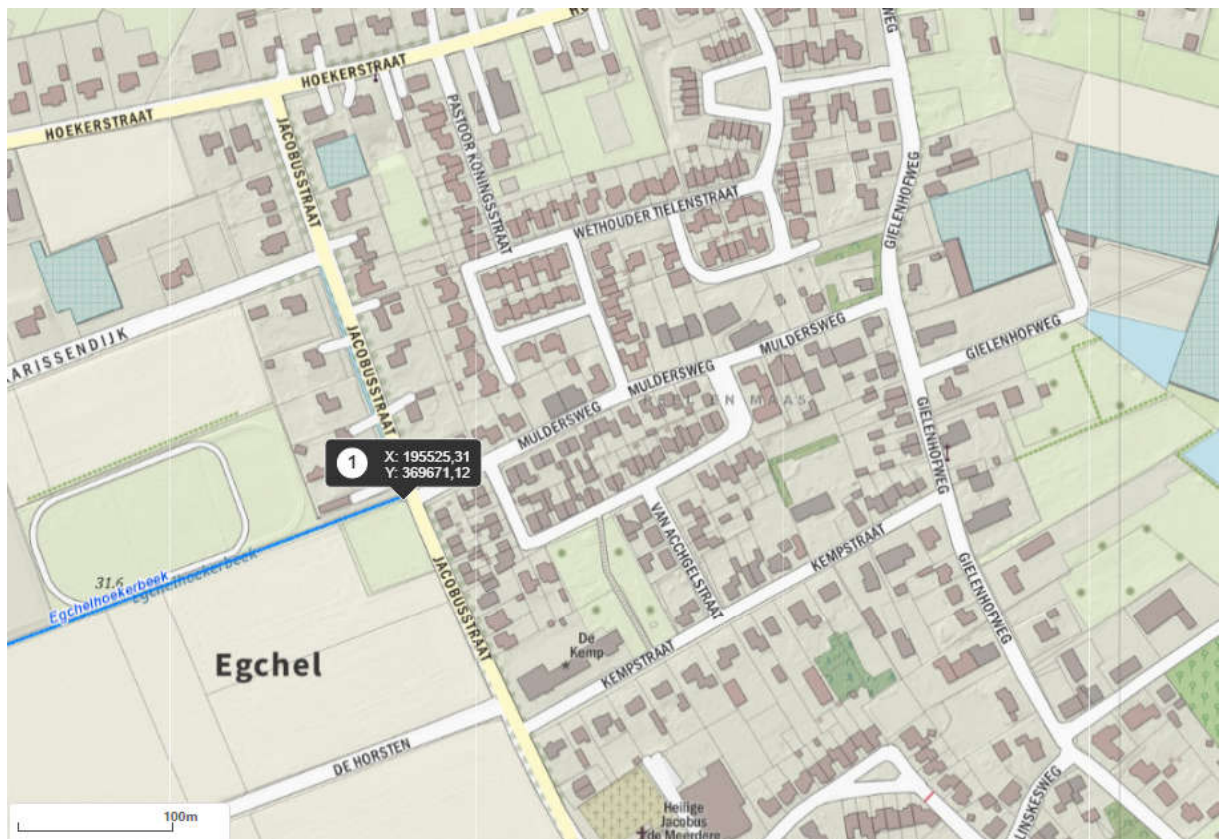 HOEKERSTRAAT
HOEKERSTRAAT
JACOBUSSTRAAT
PASTOOR KONINGSSTRAAT
WETHOUDER TIELENSTRAAT
GIELENHOFWEG
JACOBUSSTRAAT
MULDERSWEG
MULDERSWEG
MULDERSWEG
GIELENHOFWEG
GIELENHOFWEG
1
X: 195525,31
Y: 369671,12
VAN ACCHGELSTRAAT
KEMPSTRAAT
GIELENHOFWEG
JACOBUSSTRAAT
31.6
Egchelhoekerbeek
Egchelhoekerbeek
Egchel
De
Kemp
KEMPSTRAAT
DE HORSTEN
100m
Heilige
Jacobus
de Meerdere